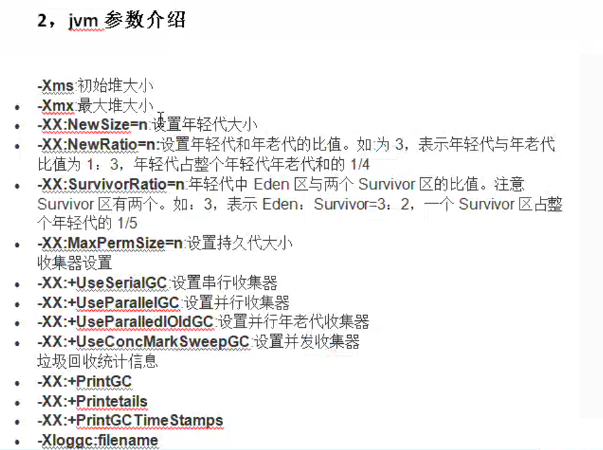 2，jvm 参数介绍
-Xms:初始堆大小
-Xmx:最大堆大小
-XX:NewSize=n:设置年轻代大小
-XX:NewRatio=n:设置年轻代和年老代的比值。如:为 3，表示年轻代与年老代
比值为 1：3，年轻代占整个年轻代年老代和的 1/4
-XX:SurvivorRatio=n:年轻代中 Eden 区与两个 Survivor 区的比值。注意
Survivor 区有两个。如：3，表示 Eden：Survivor=3：2，一个 Survivor 区占整
个年轻代的 1/5
-XX:MaxPermSize=n:设置持久代大小
收集器设置
-XX:+UseSerialGC:设置串行收集器
-XX:+UseParallelGC:设置并行收集器
-XX:+UseParalledlOldGC:设置并行年老代收集器
-XX:+UseConcMarkSweepGC:设置并发收集器
垃圾回收统计信息
-XX:+PrintGC
-XX:+Printetails
-XX:+PrintGCTimeStamps
-Xloggc:filename